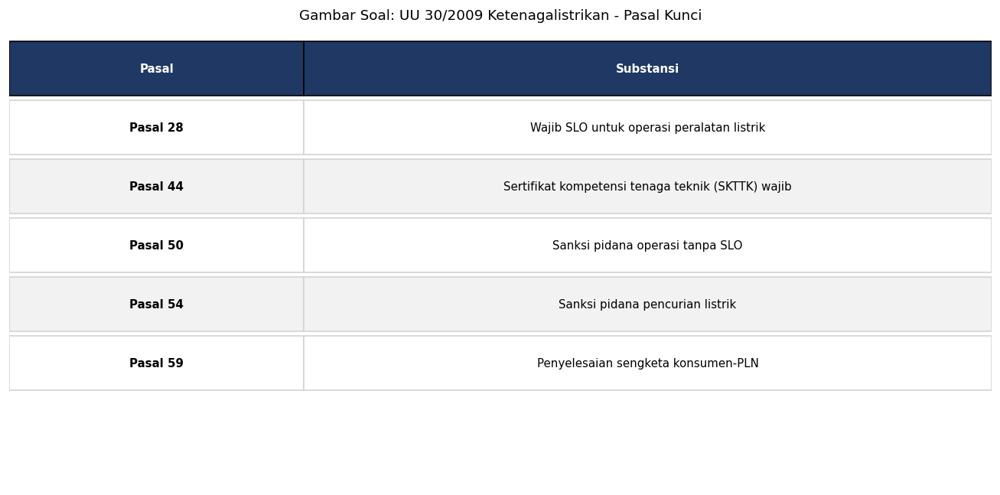 Gambar Soal: UU 30/2009 Ketenagalistrikan - Pasal Kunci
Pasal Substansi
Pasal 28 Wajib SLO untuk operasi peralatan listrik
Pasal 44 Sertifikat kompetensi tenaga teknik (SKTTK) wajib
Pasal 50 Sanksi pidana operasi tanpa SLO
Pasal 54 Sanksi pidana pencurian listrik
Pasal 59 Penyelesaian sengketa konsumen-PLN